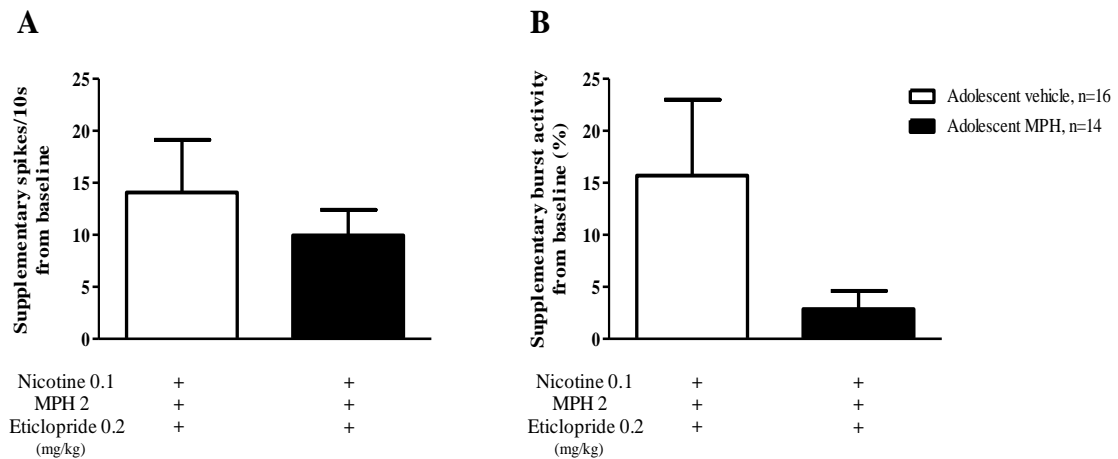 A
Supplementary spikes/10s
from baseline
25
20
15
10
5
0
Nicotine 0.1 + +
MPH 2 + +
Eticlopride 0.2 + +
(mg/kg)
B
Supplementary burst activity
from baseline (%)
25
20
15
10
5
0
Nicotine 0.1 + +
MPH 2 + +
Eticlopride 0.2 + +
(mg/kg)
Adolescent vehicle, n=16
Adolescent MPH, n=14